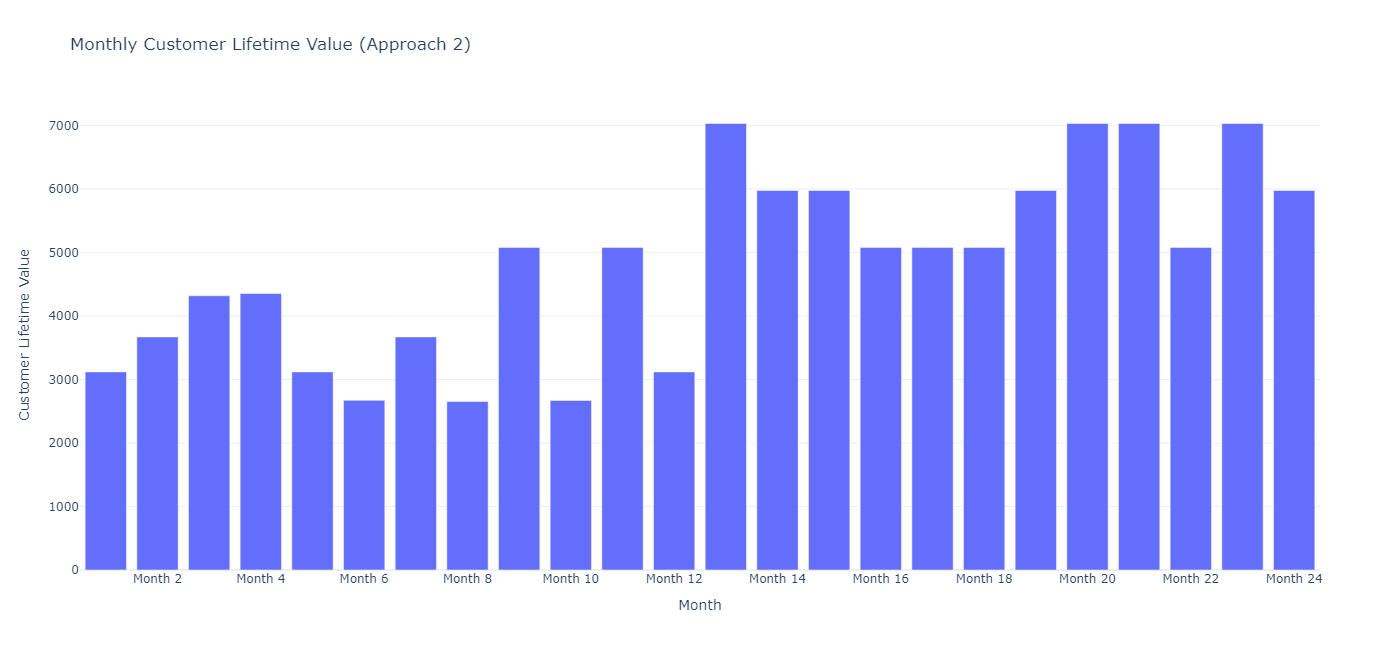 Monthly Customer Lifetime Value (Approach 2)
7000
6000
5000
4000
3000
2000
1000
0
Customer Lifetime Value
Month 2
Month 4
Month 6
Month 8
Month 10
Month 12
Month 14
Month 16
Month 18
Month 20
Month 22
Month 24
Month